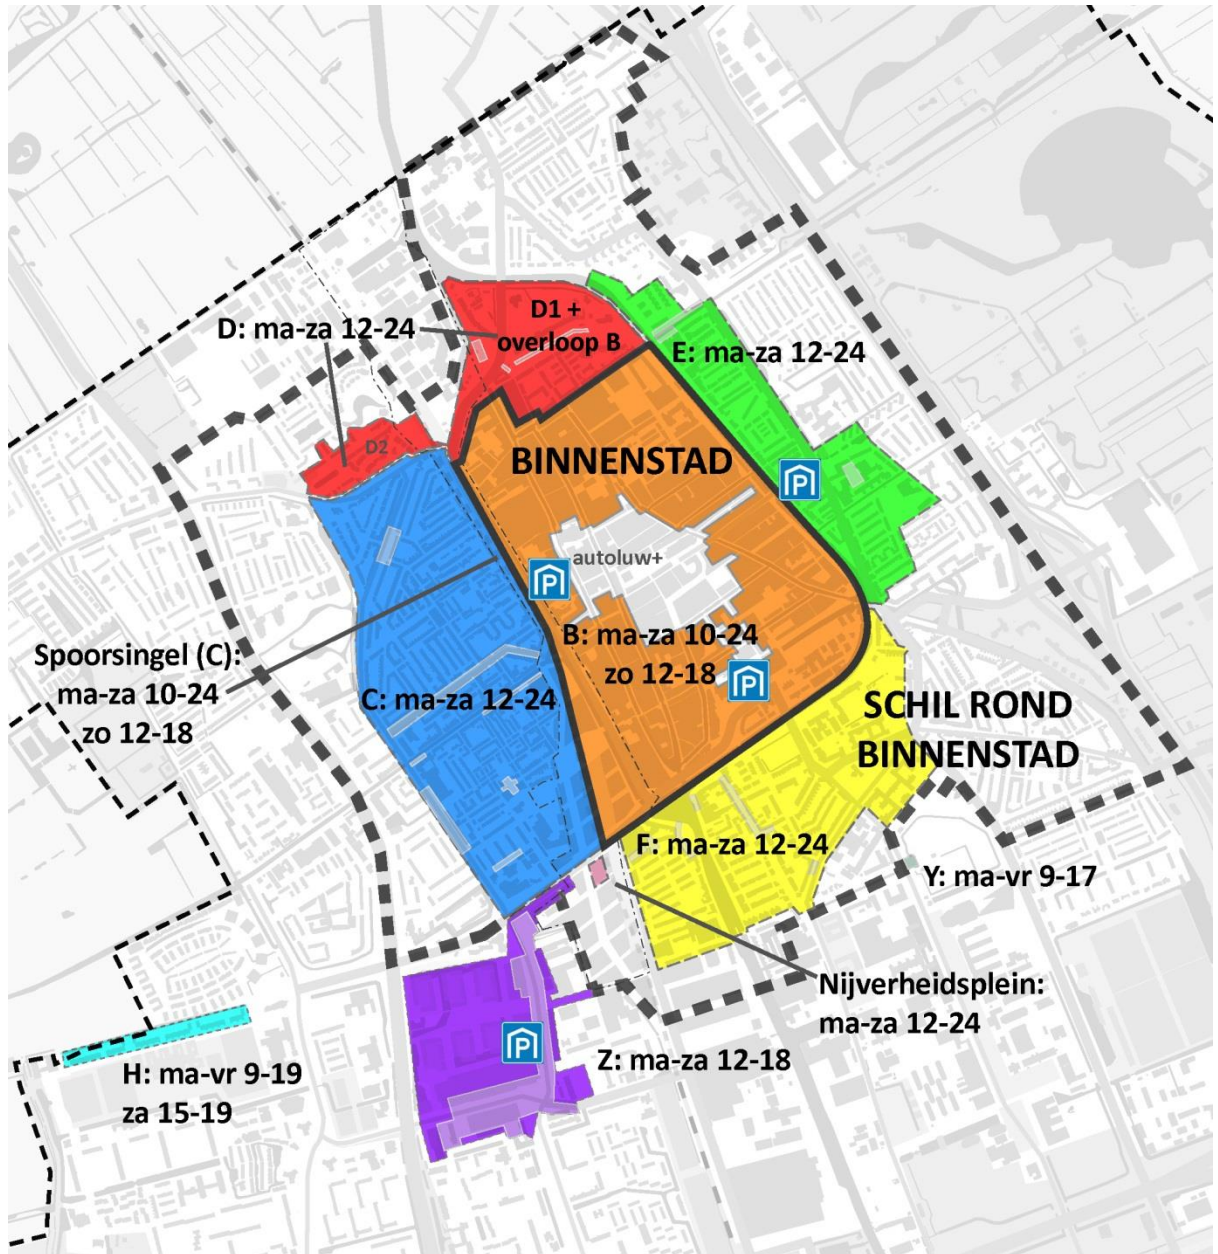 D1 +
overloop B
D: ma-za 12-24
E: ma-za 12-24
D2
BINNENSTAD
P
autoluw+
P
B: ma-za 10-24
zo 12-18
P
Spoorsingel (C):
ma-za 10-24
zo 12-18
C: ma-za 12-24
SCHIL ROND
BINNENSTAD
F: ma-za 12-24
Y: ma-vr 9-17
Nijverheidsplein:
ma-za 12-24
P
Z: ma-za 12-18
H: ma-vr 9-19
za 15-19